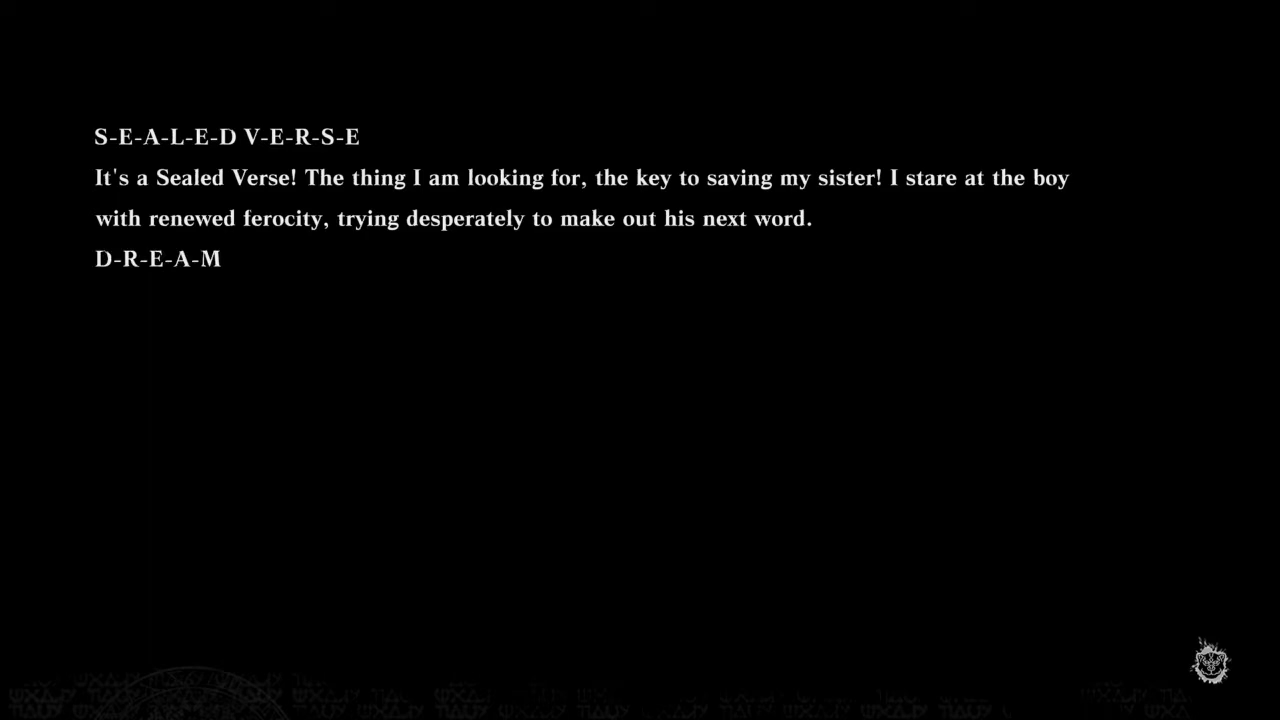 S-E-A-L-E-D V-E-R-S-E
It's a Sealed Verse! The thing I am looking for, the key to saving my sister! I stare at the boy
with renewed ferocity, trying desperately to make out his next word.
D-R-E-A-M